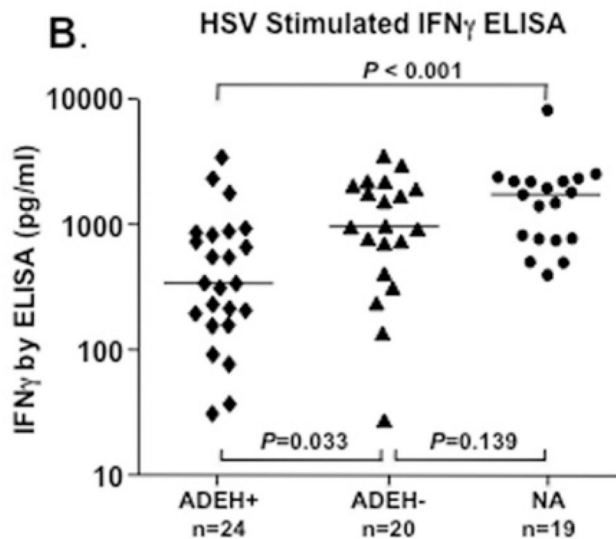 B.
HSV Stimulated IFNγ ELISA
P < 0.001
10000
1000
100
10
IFNγ by ELISA (pg/ml)
P=0.033
P=0.139
ADEH+
ADEH-
NA
n=24
n=20
n=19